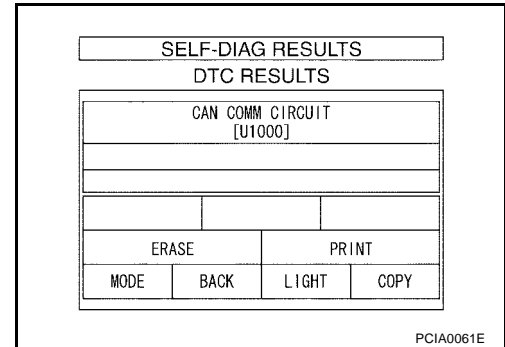 SELF-DIAG RESULTS
DTC RESULTS
CAN COMM CIRCUIT
[U1000]
ERASE PRINT
MODE BACK LIGHT COPY
PCIA0061E